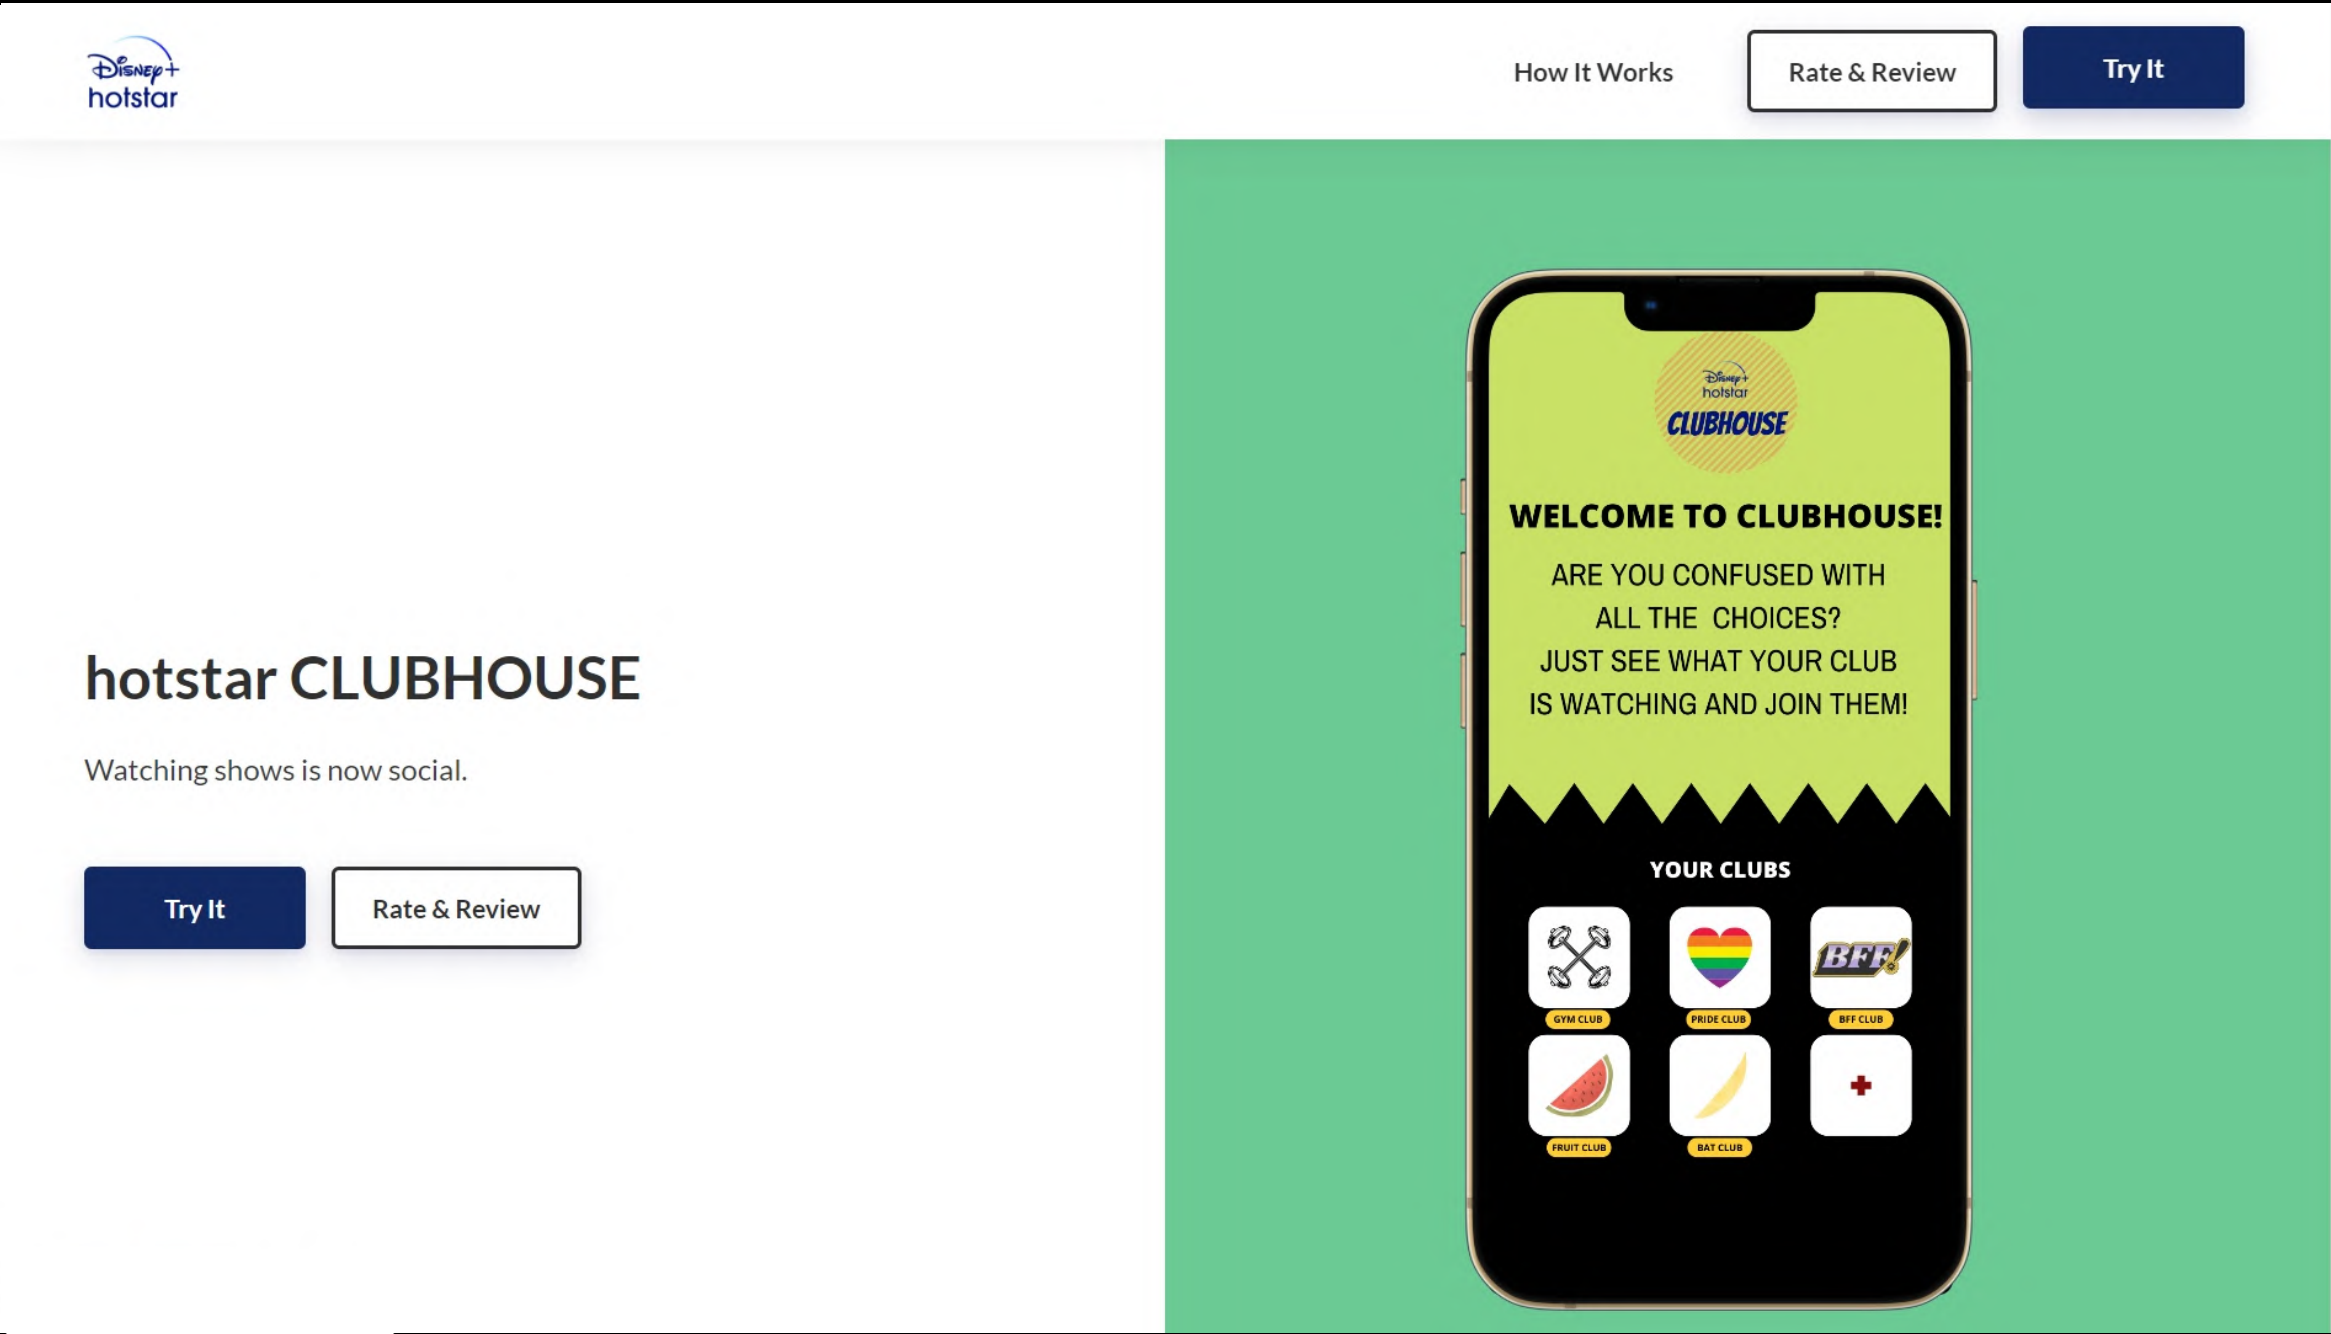 Disney+
hotstar
How It Works
Rate & Review
Try It
hotstar CLUBHOUSE
Watching shows is now social.
Try It
Rate & Review
Disney+
hotstar
CLUBHOUSE
WELCOME TO CLUBHOUSE!
ARE YOU CONFUSED WITH
ALL THE CHOICES?
JUST SEE WHAT YOUR CLUB
IS WATCHING AND JOIN THEM!
YOUR CLUBS
BFF!
GYM CLUB
PRIDE CLUB
BFF CLUB
FRUIT CLUB
BAT CLUB